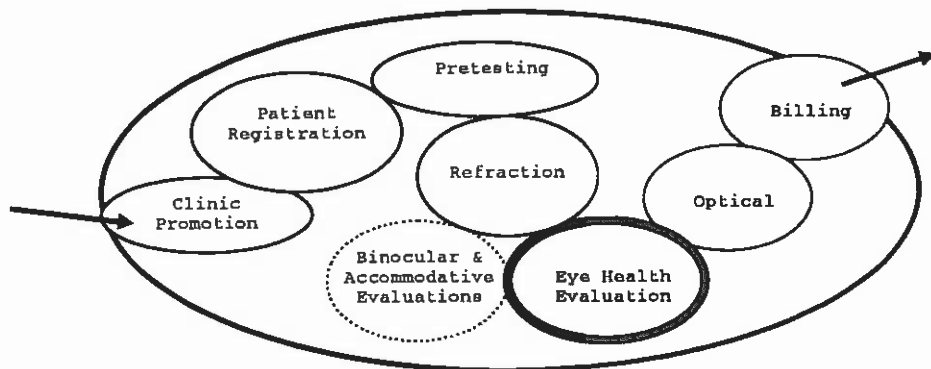 Pretesting
Patient
Registration
Billing
Refraction
Clinic
Promotion
Optical
Binocular &
Accommodative
Evaluations
Eye Health
Evaluation